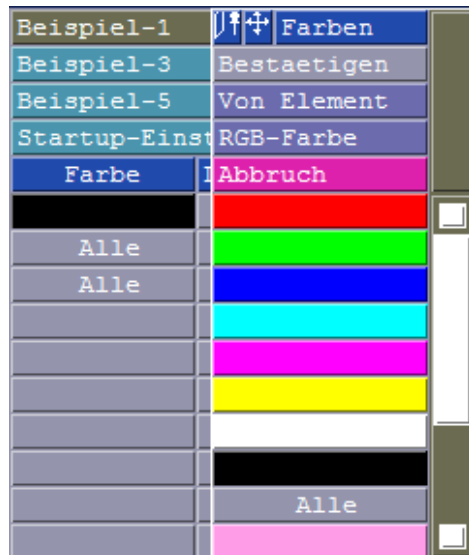 Beispiel-1
Farben
Beispiel-3
Bestaetigen
Beispiel-5
Von Element
Startup-Einst
RGB-Farbe
Farbe
Abbruch
Alle
Alle
Alle